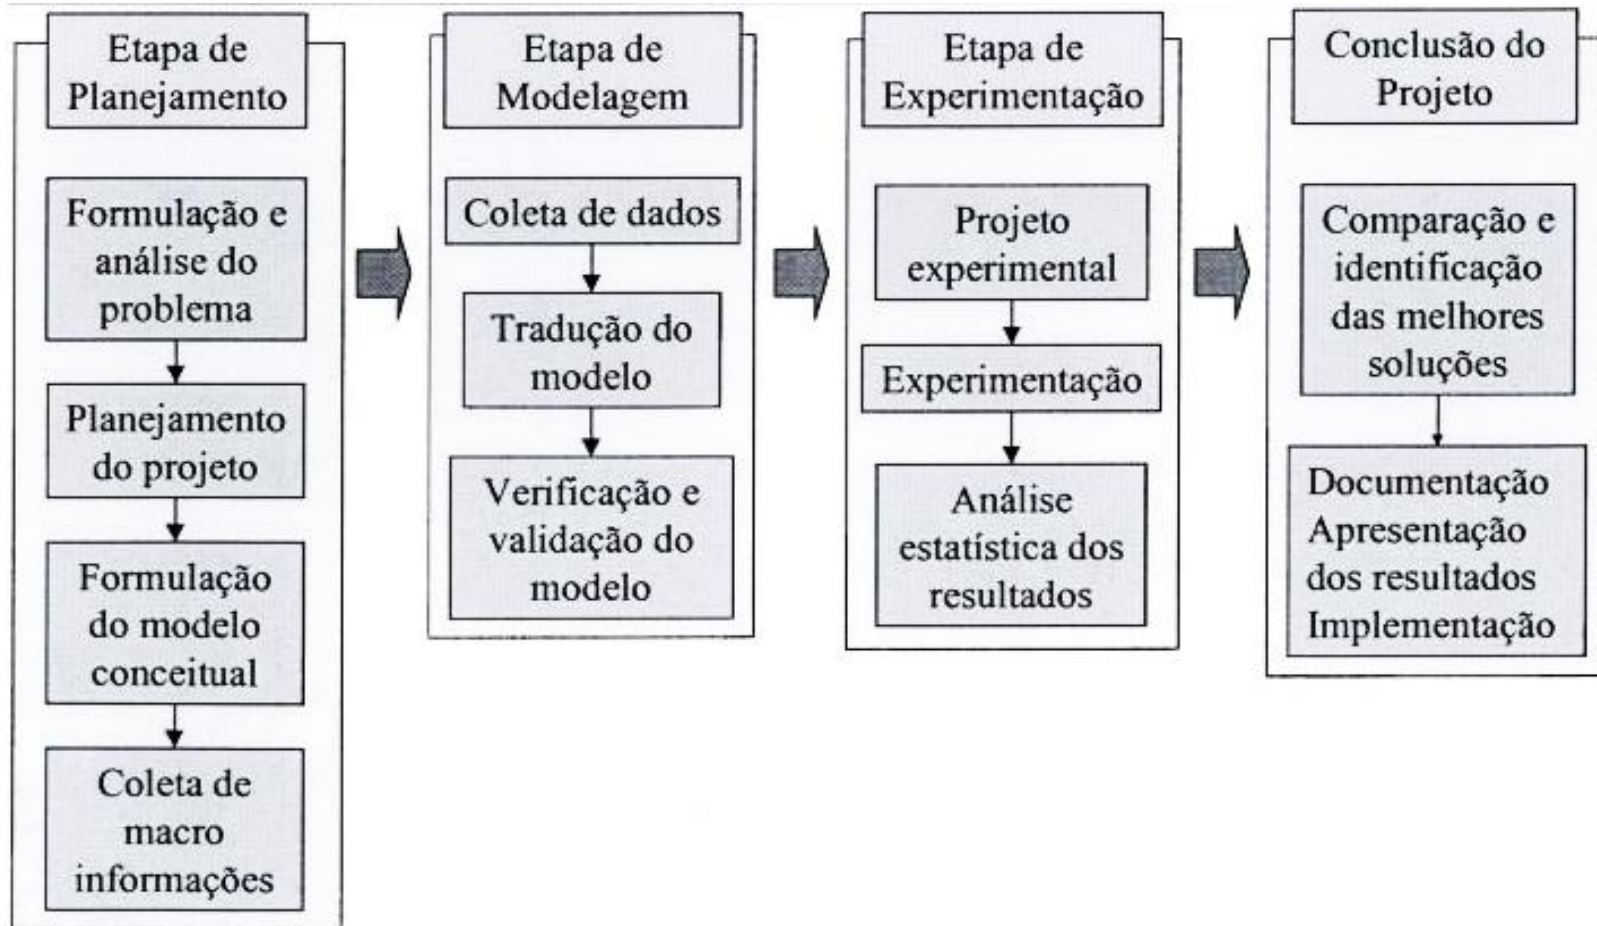 Etapa de
Planejamento
Formulação e
análise do
problema
Planejamento
do projeto
Formulação
do modelo
conceitual
Coleta de
macro
informações
Etapa de
Modelagem
Coleta de dados
Tradução do
modelo
Verificação e
validação do
modelo
Etapa de
Experimentação
Projeto
experimental
Experimentação
Análise
estatística dos
resultados
Conclusão do
Projeto
Comparação e
identificação
das melhores
soluções
Documentação
Apresentação
dos resultados
Implementação